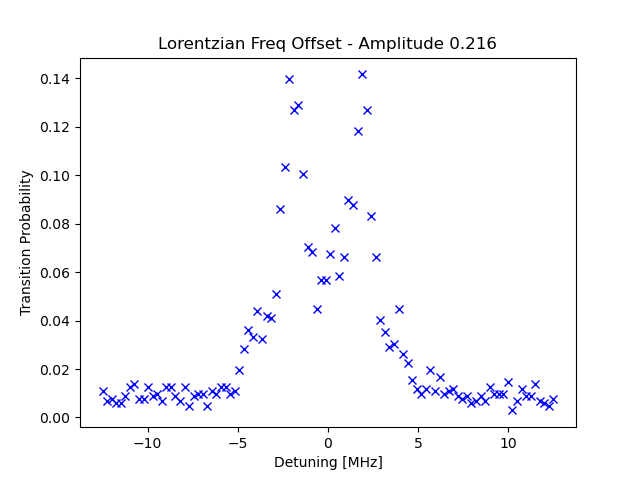 Lorentzian Freq Offset - Amplitude 0.216
0.14
0.12
0.10
0.08
0.06
0.04
0.02
0.00
Transition Probability
−10 −5 0 5 10
Detuning [MHz]